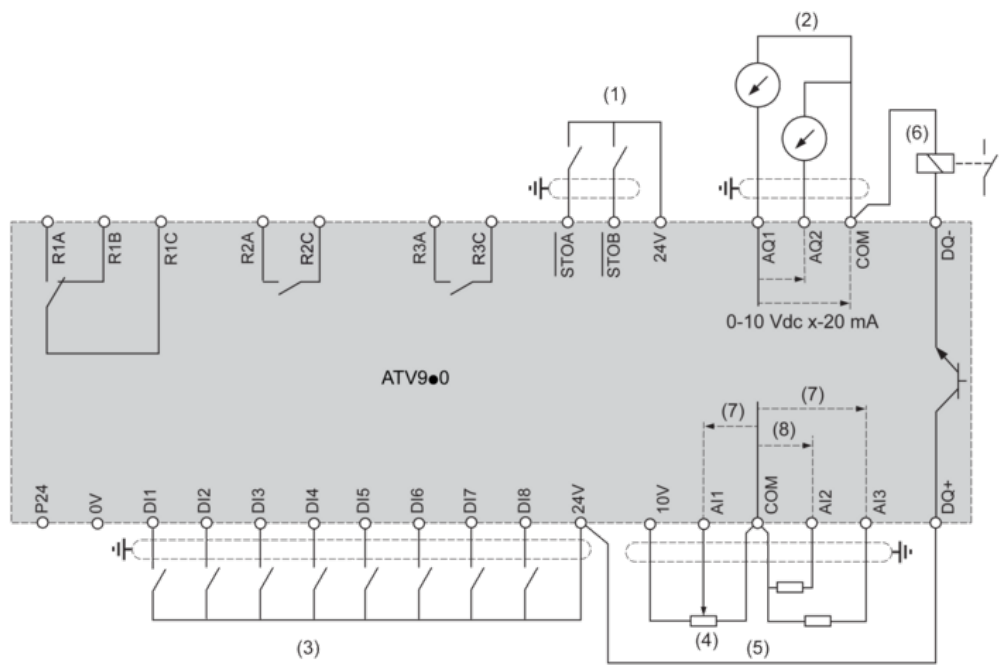 (2)
(1)
(6)
R1A R1B R1C R2A R2C R3A R3C STOA STOB 24V AQ1 AQ2 COM DQ-
0-10 Vdc x-20 mA
ATV9●0
(7) (7)
(8)
P24 0V DI1 DI2 DI3 DI4 DI5 DI6 DI7 DI8 24V 10V AI1 COM AI2 AI3 DQ+
(3) (4) (5)